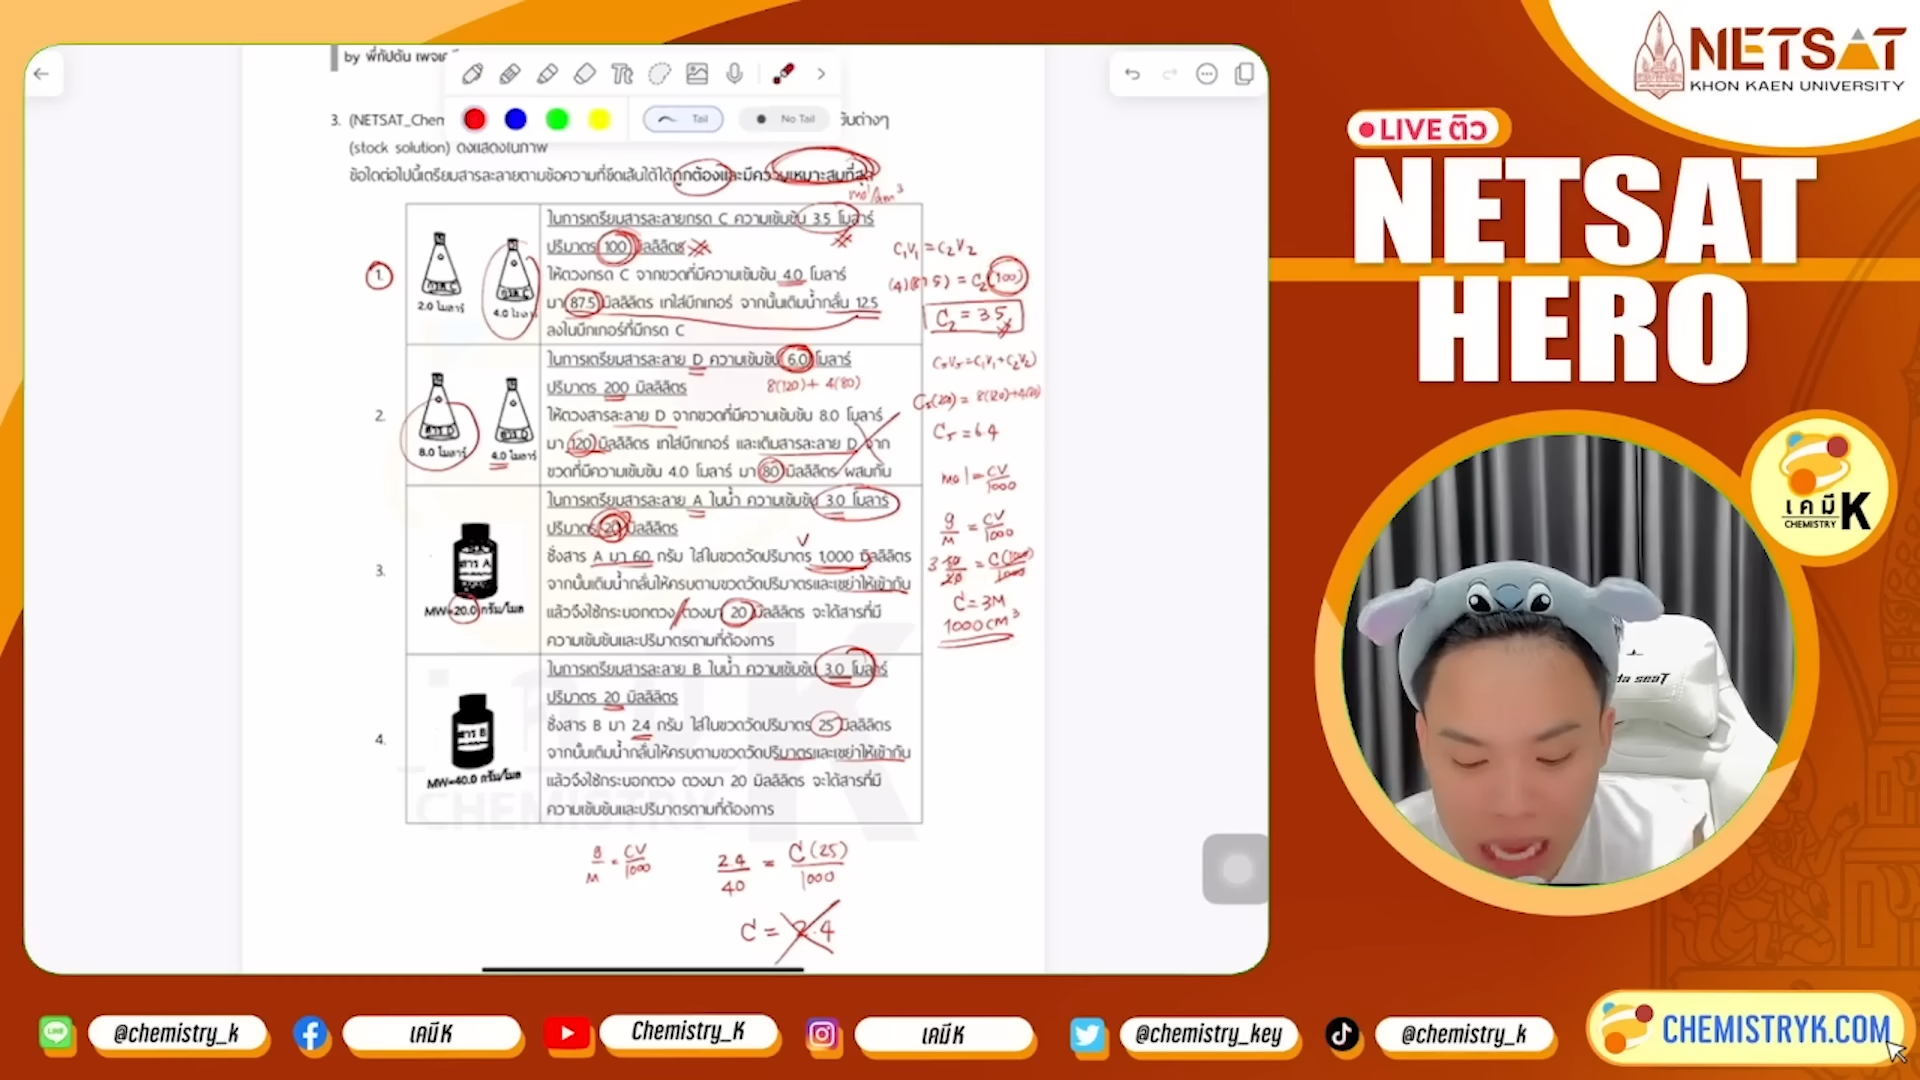 by พี่กัปตัน เพจเค
3. (NETSAT_Chem
(stock solution) ดังแสดงในภาพ
ข้อใดต่อไปนี้เตรียมสารละลายตามข้อความที่ขีดเส้นใต้ได้ถูกต้องและมีความเหมาะสมที่สุด
Tail
No Tail
mol/dm³
1.
2.0 โมลาร์
4.0 โมลาร์
ในการเตรียมสารละลายกรด C ความเข้มข้น 3.5 โมลาร์
ปริมาตร 100 มิลลิลิตร
ให้ตวงกรด C จากขวดที่มีความเข้มข้น 4.0 โมลาร์
มา 87.5 มิลลิลิตร เทใส่บีกเกอร์ จากนั้นเติมน้ำกลั่น 12.5
ลงในบีกเกอร์ที่มีกรด C
C₁V₁ = C₂V₂
(4)(87.5) = C₂(100)
C₂ = 3.5
2.
สาร D
8.0 โมลาร์
สาร D
4.0 โมลาร์
ในการเตรียมสารละลาย D ความเข้มข้น 6.0 โมลาร์
ปริมาตร 200 มิลลิลิตร
8(120) + 4(80)
ให้ตวงสารละลาย D จากขวดที่มีความเข้มข้น 8.0 โมลาร์
มา 120 มิลลิลิตร เทใส่บีกเกอร์ และเติมสารละลาย D จาก
ขวดที่มีความเข้มข้น 4.0 โมลาร์ มา 80 มิลลิลิตร ผสมกัน
= C₁V₁ + C₂V₂
= 6.4
3.
สาร A
MW=20.0 กรัม/โมล
ในการเตรียมสารละลาย A ในน้ำ ความเข้มข้น 3.0 โมลาร์
ปริมาตร 20 มิลลิลิตร
ชั่งสาร A มา 60 กรัม ใส่ในขวดวัดปริมาตร 1,000 มิลลิลิตร
จากนั้นเติมน้ำกลั่นให้ครบตามขวดวัดปริมาตรและเขย่าให้เข้ากัน
แล้วจึงใช้กระบอกตวง ตวงมา 20 มิลลิลิตร จะได้สารที่มี
ความเข้มข้นและปริมาตรตามที่ต้องการ
mol = CV/1000
g/M = CV/1000
C = 3M
1000 cm³
4.
สาร B
MW=40.0 กรัม/โมล
ในการเตรียมสารละลาย B ในน้ำ ความเข้มข้น 3.0 โมลาร์
ปริมาตร 20 มิลลิลิตร
ชั่งสาร B มา 2.4 กรัม ใส่ในขวดวัดปริมาตร 25 มิลลิลิตร
จากนั้นเติมน้ำกลั่นให้ครบตามขวดวัดปริมาตรและเขย่าให้เข้ากัน
แล้วจึงใช้กระบอกตวง ตวงมา 20 มิลลิลิตร จะได้สารที่มี
ความเข้มข้นและปริมาตรตามที่ต้องการ
g/M = CV/1000
2.4/40 = C(25)/1000
C = 2.4
NETSAT
KHON KAEN UNIVERSITY
LIVE ติว
NETSAT
HERO
เคมี K
CHEMISTRY
@chemistry_k
เคมี K
Chemistry_K
เคมี K
@chemistry_key
@chemistry_k
CHEMISTRYK.COM